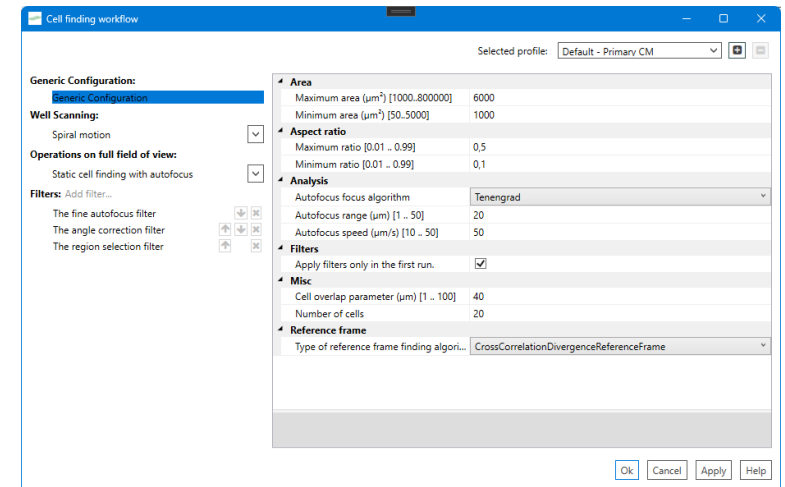 Cell finding workflow
Selected profile: Default - Primary CM
Generic Configuration:
Generic Configuration
Well Scanning:
Spiral motion
Operations on full field of view:
Static cell finding with autofocus
Filters: Add filter...
The fine autofocus filter
The angle correction filter
The region selection filter
Area
Maximum area (µm²) [1000..800000] 6000
Minimum area (µm²) [50..5000] 1000
Aspect ratio
Maximum ratio [0.01 .. 0.99] 0,5
Minimum ratio [0.01 .. 0.99] 0,1
Analysis
Autofocus focus algorithm Tenengrad
Autofocus range (µm) [1 .. 50] 20
Autofocus speed (µm/s) [10 .. 50] 50
Filters
Apply filters only in the first run.
Misc
Cell overlap parameter (µm) [1 .. 100] 40
Number of cells 20
Reference frame
Type of reference frame finding algori... CrossCorrelationDivergenceReferenceFrame
Ok Cancel Apply Help